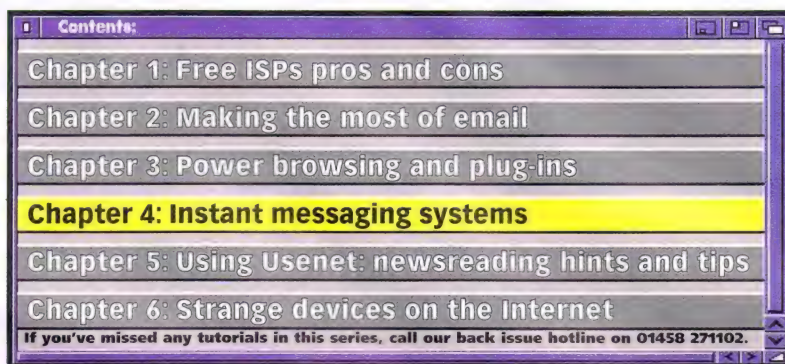 Contents:
Chapter 1: Free ISPs pros and cons
Chapter 2: Making the most of email
Chapter 3: Power browsing and plug-ins
Chapter 4: Instant messaging systems
Chapter 5: Using Usenet: newsreading hints and tips
Chapter 6: Strange devices on the Internet
If you've missed any tutorials in this series, call our back issue hotline on 01458 271102.